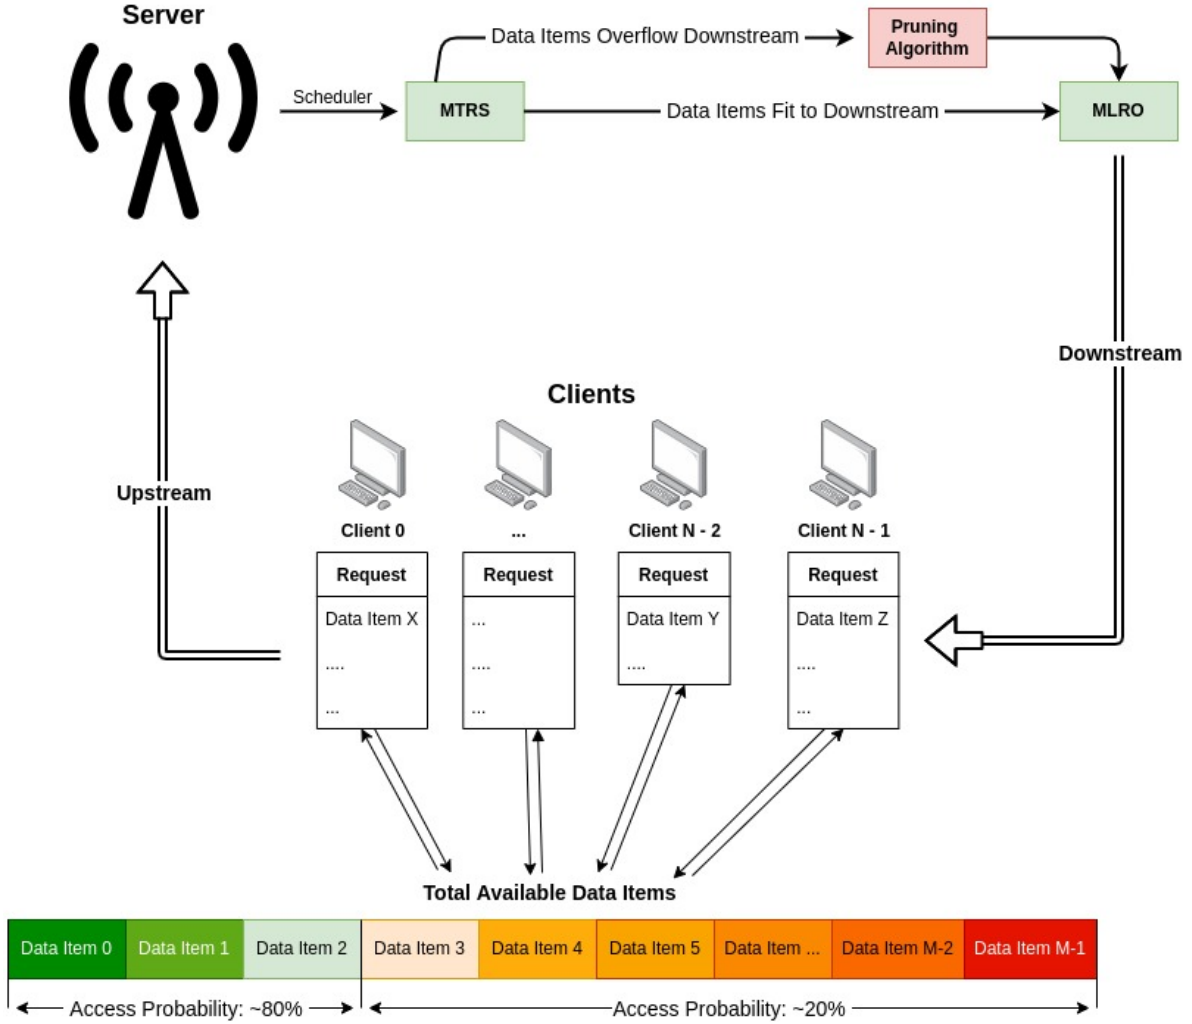 Server
Data Items Overflow Downstream
Pruning
Algorithm
Scheduler
MTRS
Data Items Fit to Downstream
MLRO
Downstream
Clients
Upstream
Client 0
...
Client N - 2
Client N - 1
Request
Request
Request
Request
Data Item X
...
Data Item Y
Data Item Z
....
....
....
....
...
...
...
Total Available Data Items
Data Item 0
Data Item 1
Data Item 2
Data Item 3
Data Item 4
Data Item 5
Data Item ...
Data Item M-2
Data Item M-1
Access Probability: ~80%
Access Probability: ~20%